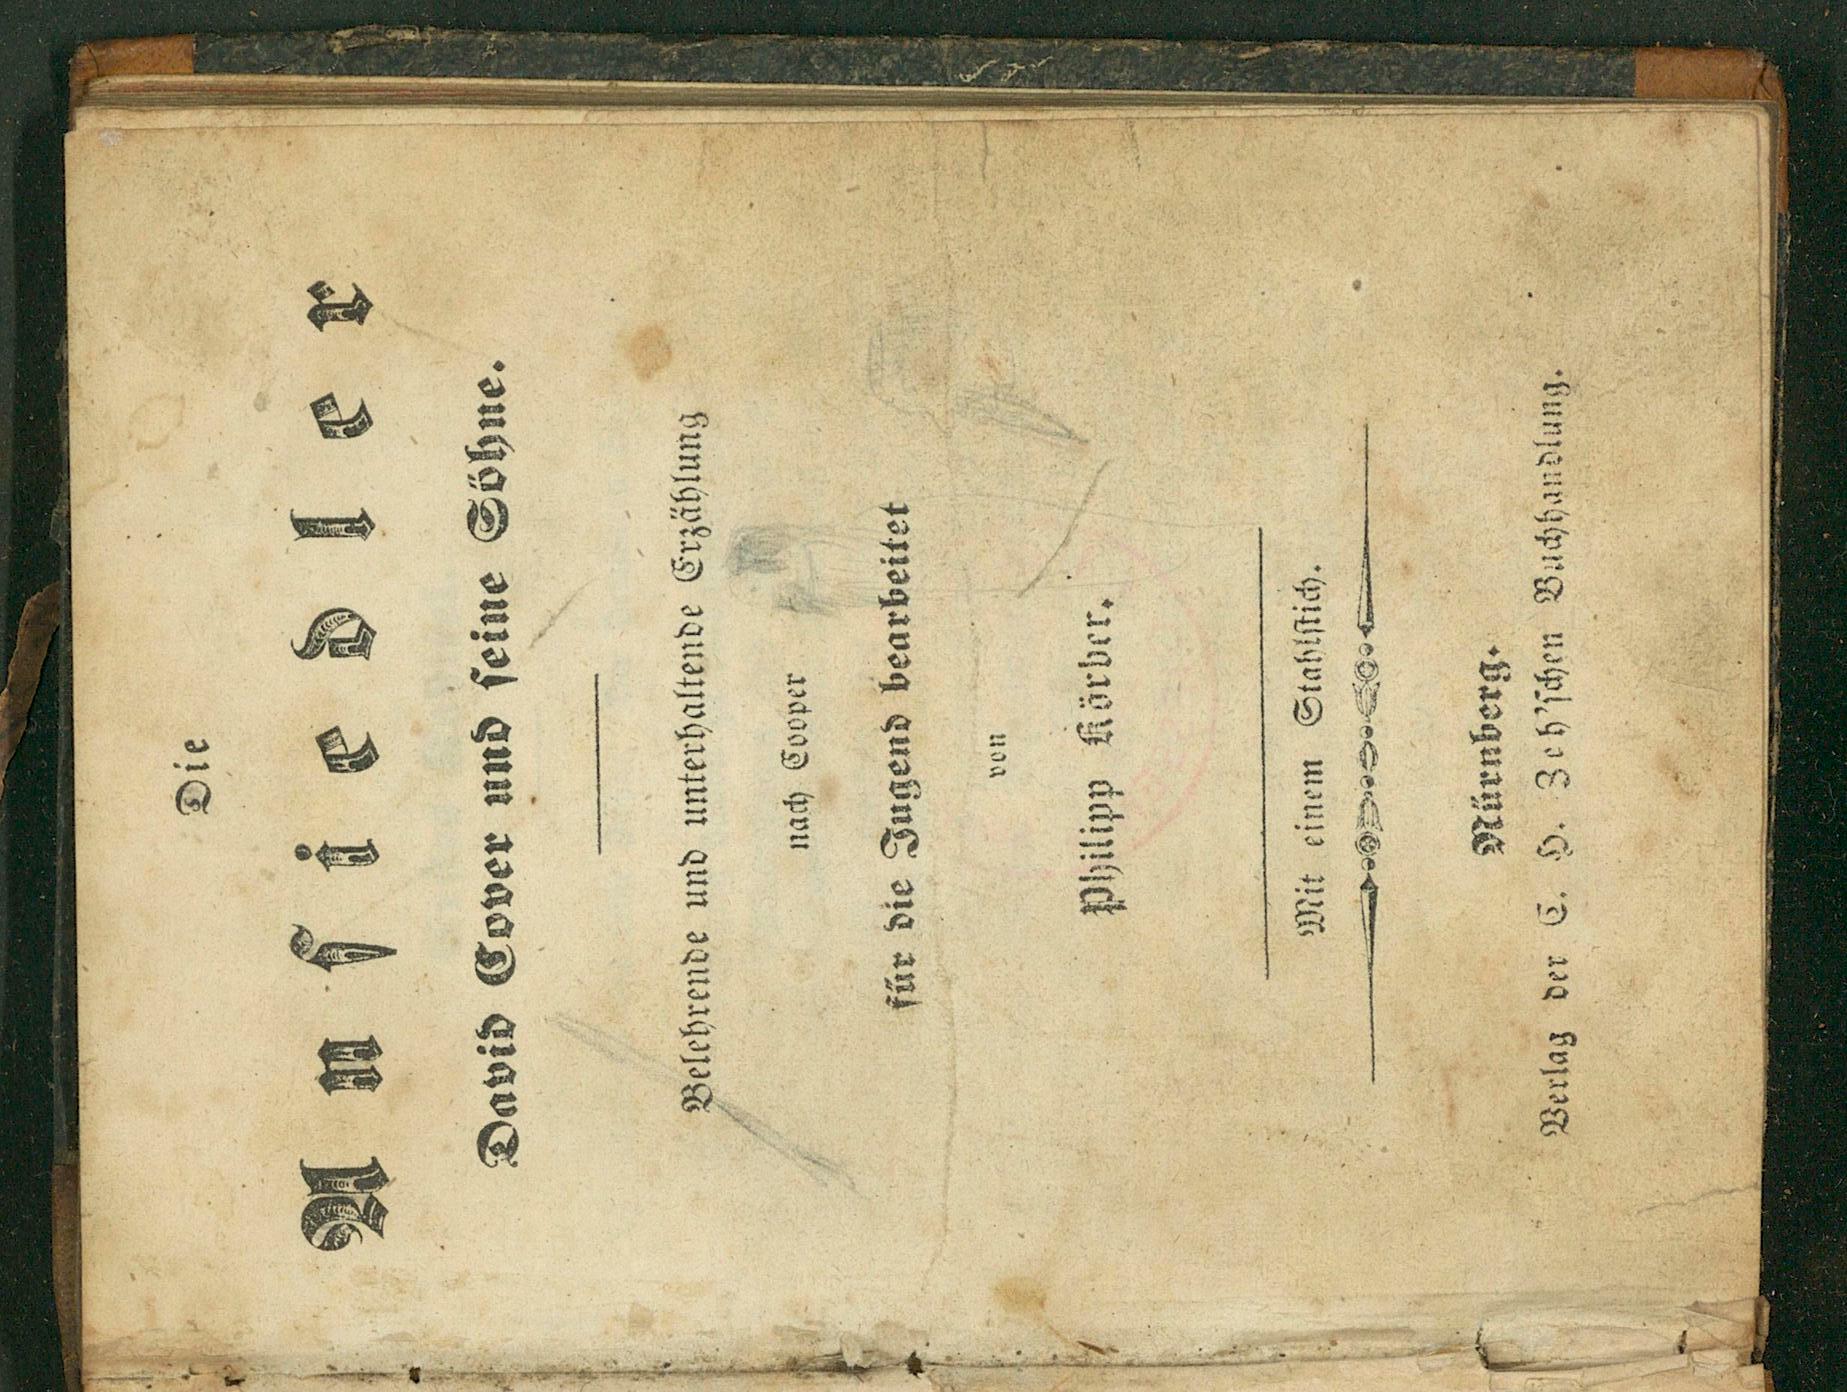 Die
Anſiedler
David Cover und ſeine Söhne.
Belehrende und unterhaltende Erzählung
nach Cooper
für die Jugend bearbeitet
von
Philipp Körber.
Mit einem Stahlſtich.
Nürnberg.
Verlag der C. H. Zeh'ſchen Buchhandlung.